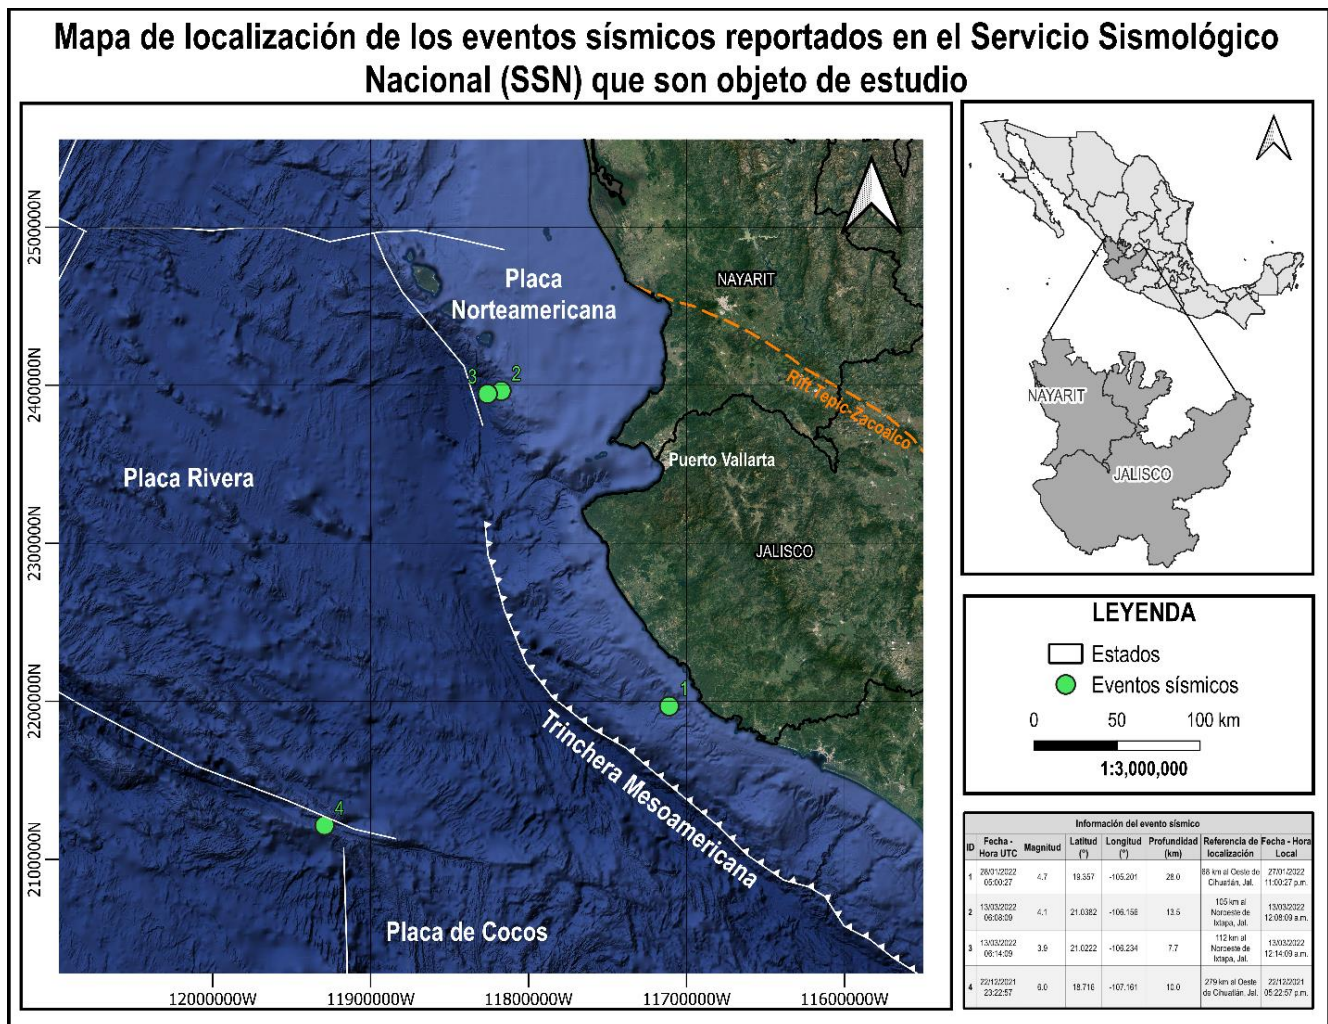 Mapa de localización de los eventos sísmicos reportados en el Servicio Sismológico
Nacional (SSN) que son objeto de estudio
2500000N
2400000N
2300000N
2200000N
2100000N
12000000W
11900000W
11800000W
11700000W
11600000W
Placa
Norteamericana
NAYARIT
Rift Tepic-Zacoalco
3
2
Placa Rivera
Puerto Vallarta
JALISCO
1
Trinchera Mesoamericana
4
Placa de Cocos
NAYARIT
JALISCO
LEYENDA
Estados
Eventos sísmicos
0 50 100 km
1:3,000,000
Información del evento sísmico
ID Fecha - Hora UTC Magnitud Latitud (°) Longitud (°) Profundidad (km) Referencia de localización Fecha - Hora Local
1 28/01/2022 05:00:27 4.7 19.357 -105.201 28.0 88 km al Oeste de Cihuatlán, Jal. 27/01/2022 11:00:27 p.m.
2 13/03/2022 06:08:09 4.1 21.0382 -106.156 13.5 105 km al Noroeste de Ixtapa, Jal. 13/03/2022 12:08:09 a.m.
3 13/03/2022 06:14:09 3.9 21.0222 -106.234 7.7 112 km al Noroeste de Ixtapa, Jal. 13/03/2022 12:14:09 a.m.
4 22/12/2021 23:22:57 6.0 18.716 -107.161 10.0 279 km al Oeste de Cihuatlán, Jal. 22/12/2021 05:22:57 p.m.